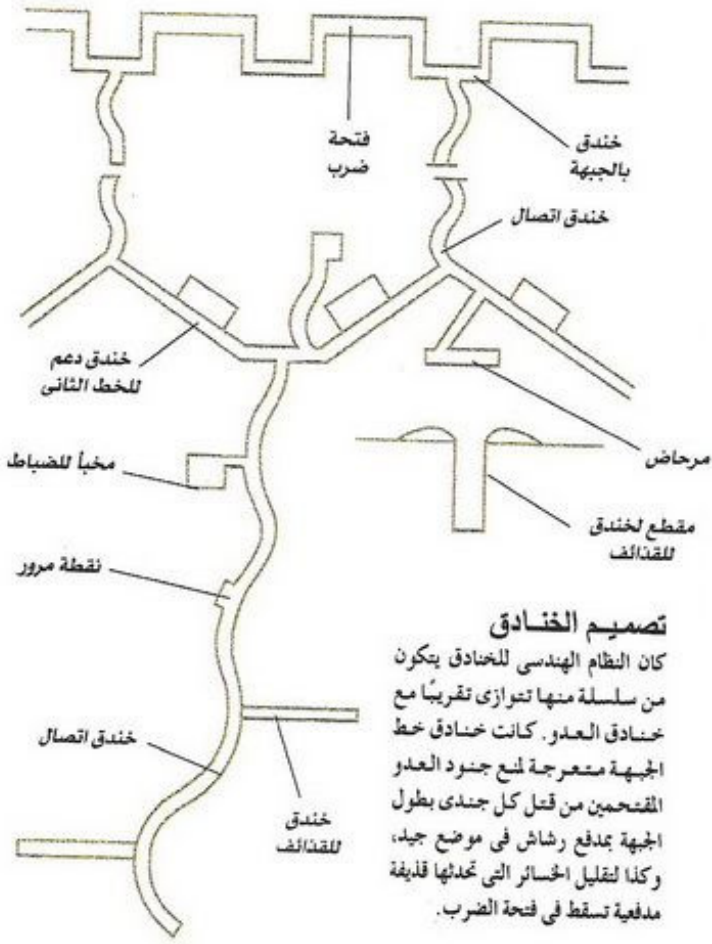 فتحة
ضرب
خندق
بالجبهة
خندق اتصال
خندق دعم
للخط الثانى
مخبأ للضباط
مرحاض
مقطع لخندق
للقذائف
نقطة مرور
خندق اتصال
خندق
للقذائف
تصميم الخنادق
كان النظام الهندسى للخنادق يتكون
من سلسلة منها تتوازى تقريبًا مع
خنادق العدو. كانت خنادق خط
الجبهة متعرجة لمنع جنود العدو
المقتحمين من قتل كل جندى بطول
الجبهة بمدفع رشاش فى موضع جيد،
وكذا لتقليل الخسائر التى تحدثها قذيفة
مدفعية تسقط فى فتحة الضرب.